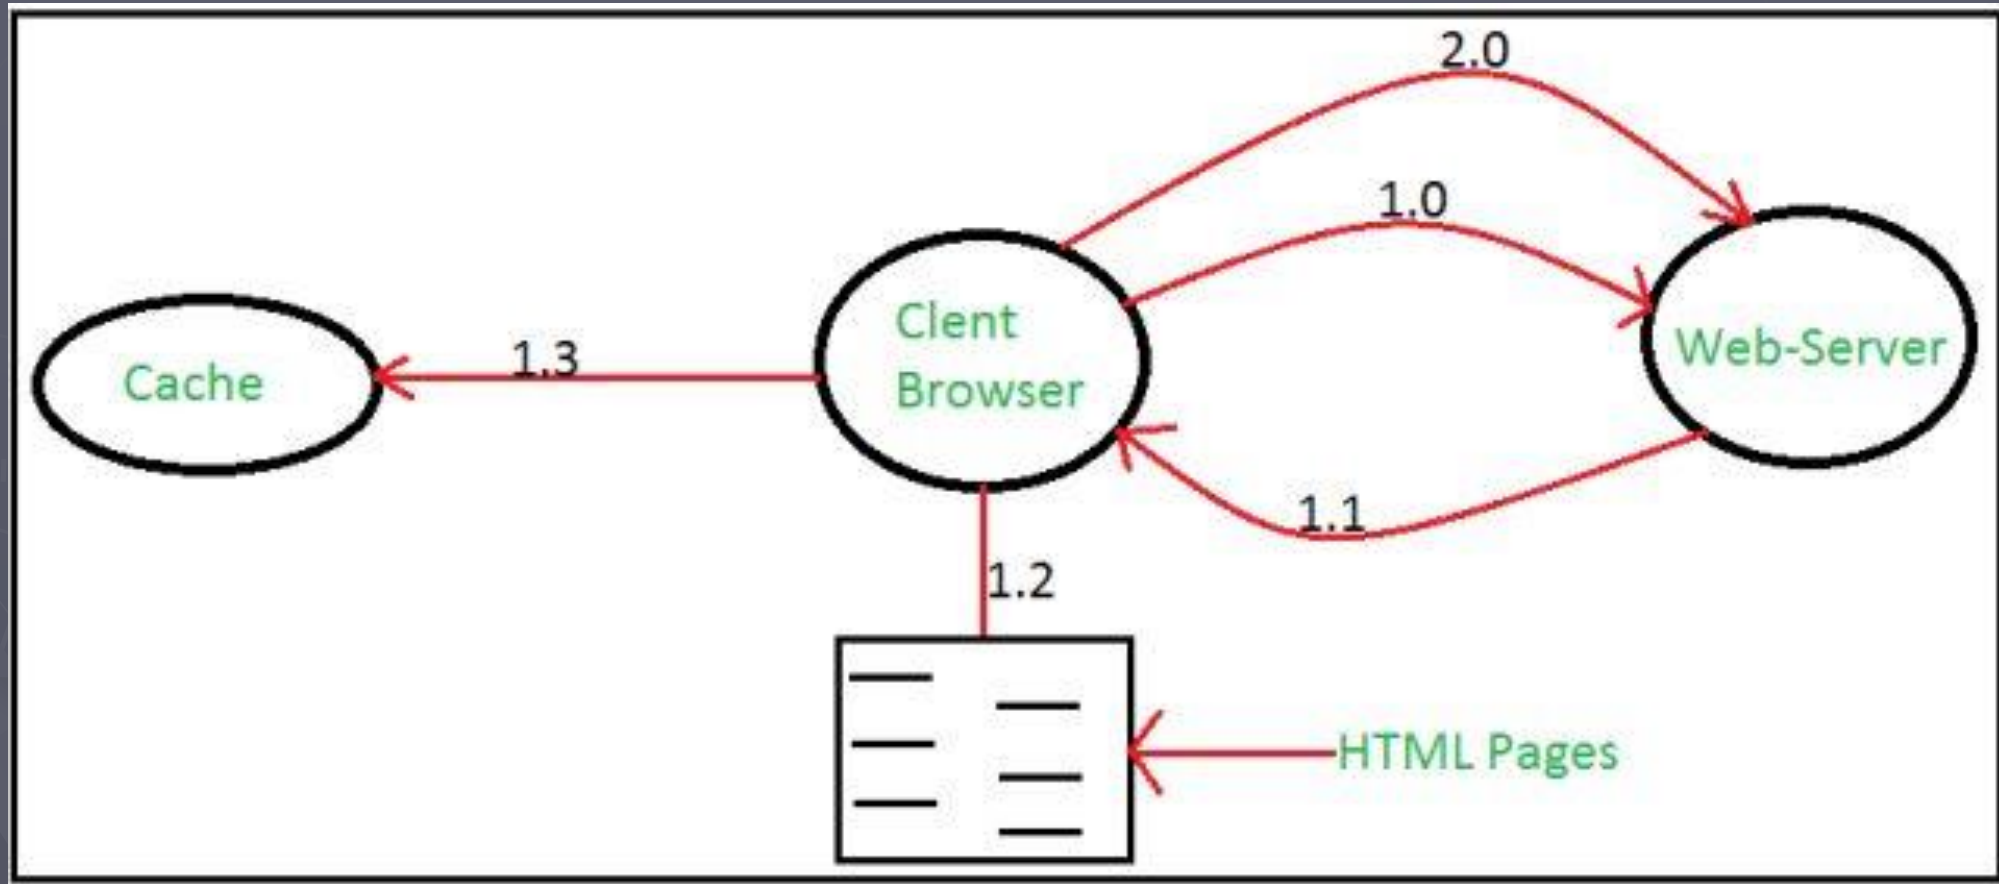 2.0
1.0
Clent
Browser
Web-Server
Cache
1.3
1.1
1.2
HTML Pages